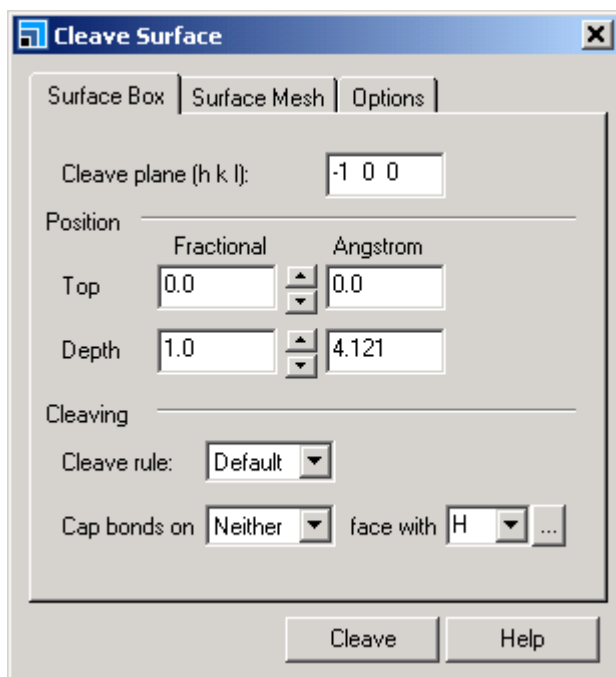 Cleave Surface
Surface Box Surface Mesh Options
Cleave plane (h k l): -1 0 0
Position
Fractional Angstrom
Top 0.0 0.0
Depth 1.0 4.121
Cleaving
Cleave rule: Default
Cap bonds on Neither face with H ...
Cleave Help